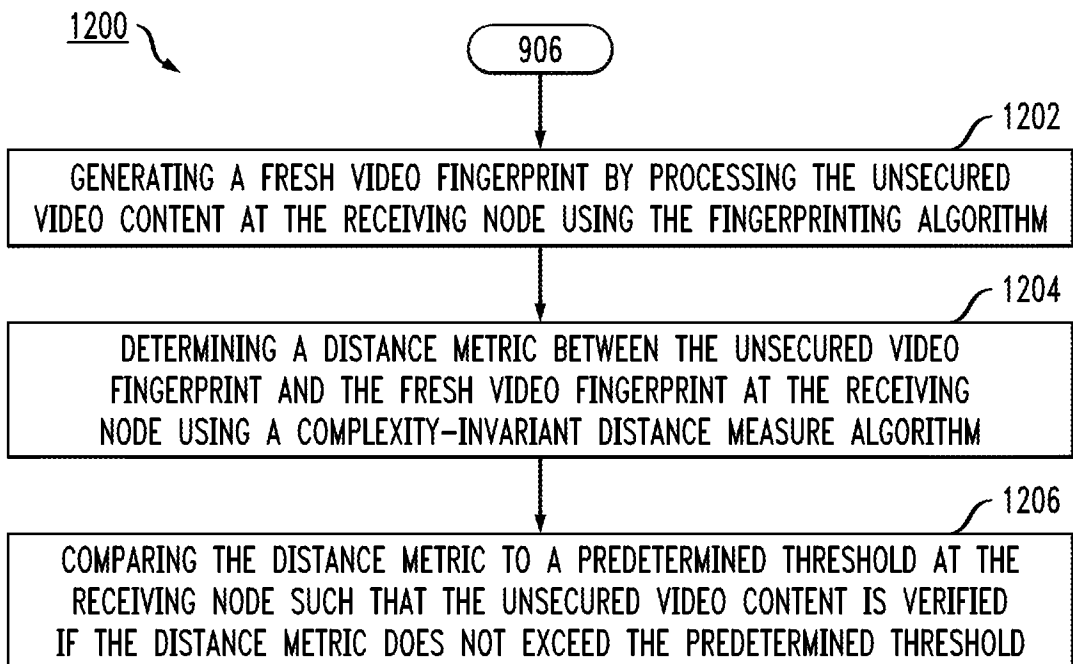 1200
906
1202
GENERATING A FRESH VIDEO FINGERPRINT BY PROCESSING THE UNSECURED
VIDEO CONTENT AT THE RECEIVING NODE USING THE FINGERPRINTING ALGORITHM
1204
DETERMINING A DISTANCE METRIC BETWEEN THE UNSECURED VIDEO
FINGERPRINT AND THE FRESH VIDEO FINGERPRINT AT THE RECEIVING
NODE USING A COMPLEXITY-INVARIANT DISTANCE MEASURE ALGORITHM
1206
COMPARING THE DISTANCE METRIC TO A PREDETERMINED THRESHOLD AT THE
RECEIVING NODE SUCH THAT THE UNSECURED VIDEO CONTENT IS VERIFIED
IF THE DISTANCE METRIC DOES NOT EXCEED THE PREDETERMINED THRESHOLD